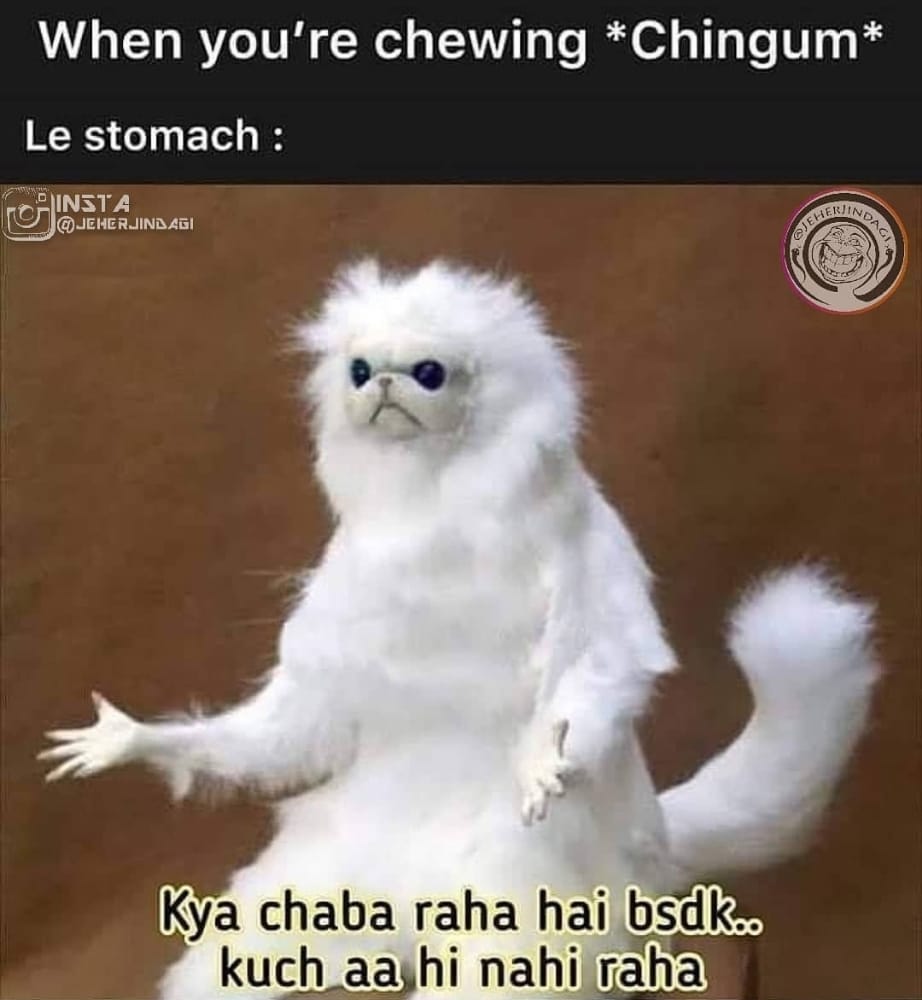 When you're chewing *Chingum*
Le stomach :
INSTA
@JEHERJINDAGI
@JEHERJINDAGI
Kya chaba raha hai bsdk..
kuch aa hi nahi raha